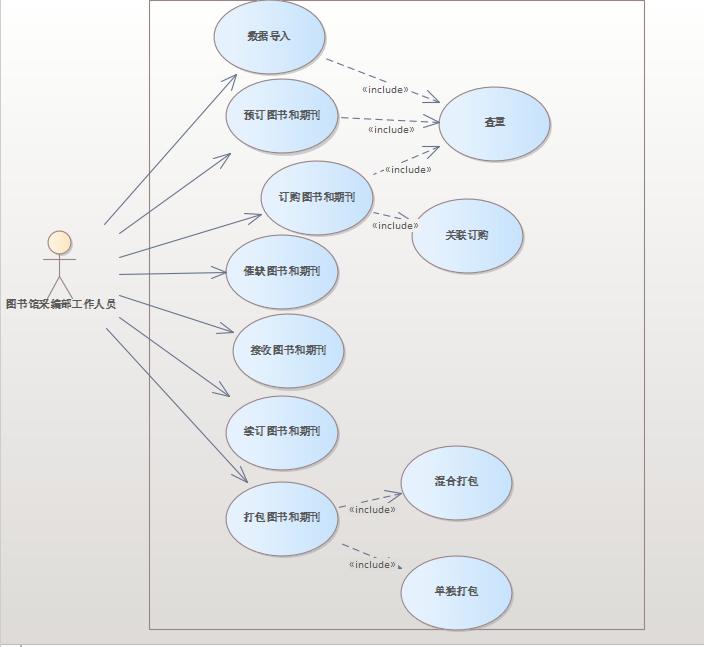 数据导入
«include»
预订图书和期刊
查重
«include»
订购图书和期刊
«include»
«include»
关联订购
催缺图书和期刊
图书馆采编部工作人员
接收图书和期刊
续订图书和期刊
混合打包
«include»
打包图书和期刊
«include»
单独打包